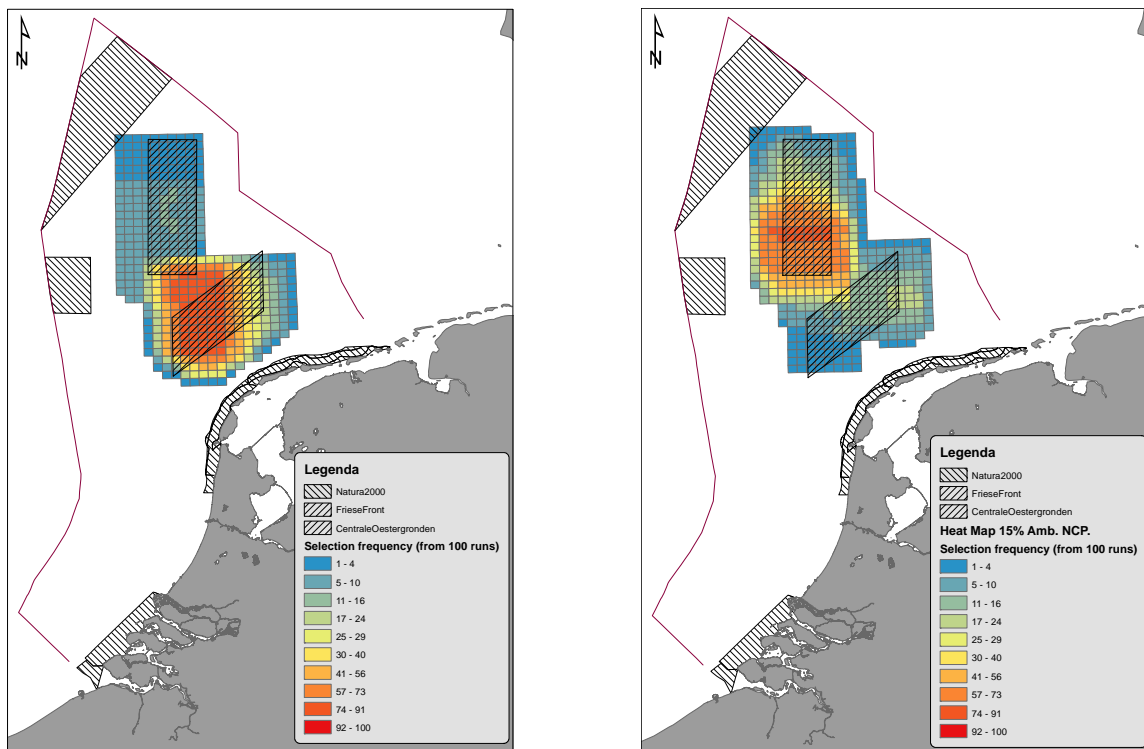 N
Legenda
Natura2000
FrieseFront
CentraleOestergronden
Selection frequency (from 100 runs)
1 - 4
5 - 10
11 - 16
17 - 24
25 - 29
30 - 40
41 - 56
57 - 73
74 - 91
92 - 100
N
Legenda
Natura2000
FrieseFront
CentraleOestergronden
Heat Map 15% Amb. NCP.
Selection frequency (from 100 runs)
1 - 4
5 - 10
11 - 16
17 - 24
25 - 29
30 - 40
41 - 56
57 - 73
74 - 91
92 - 100